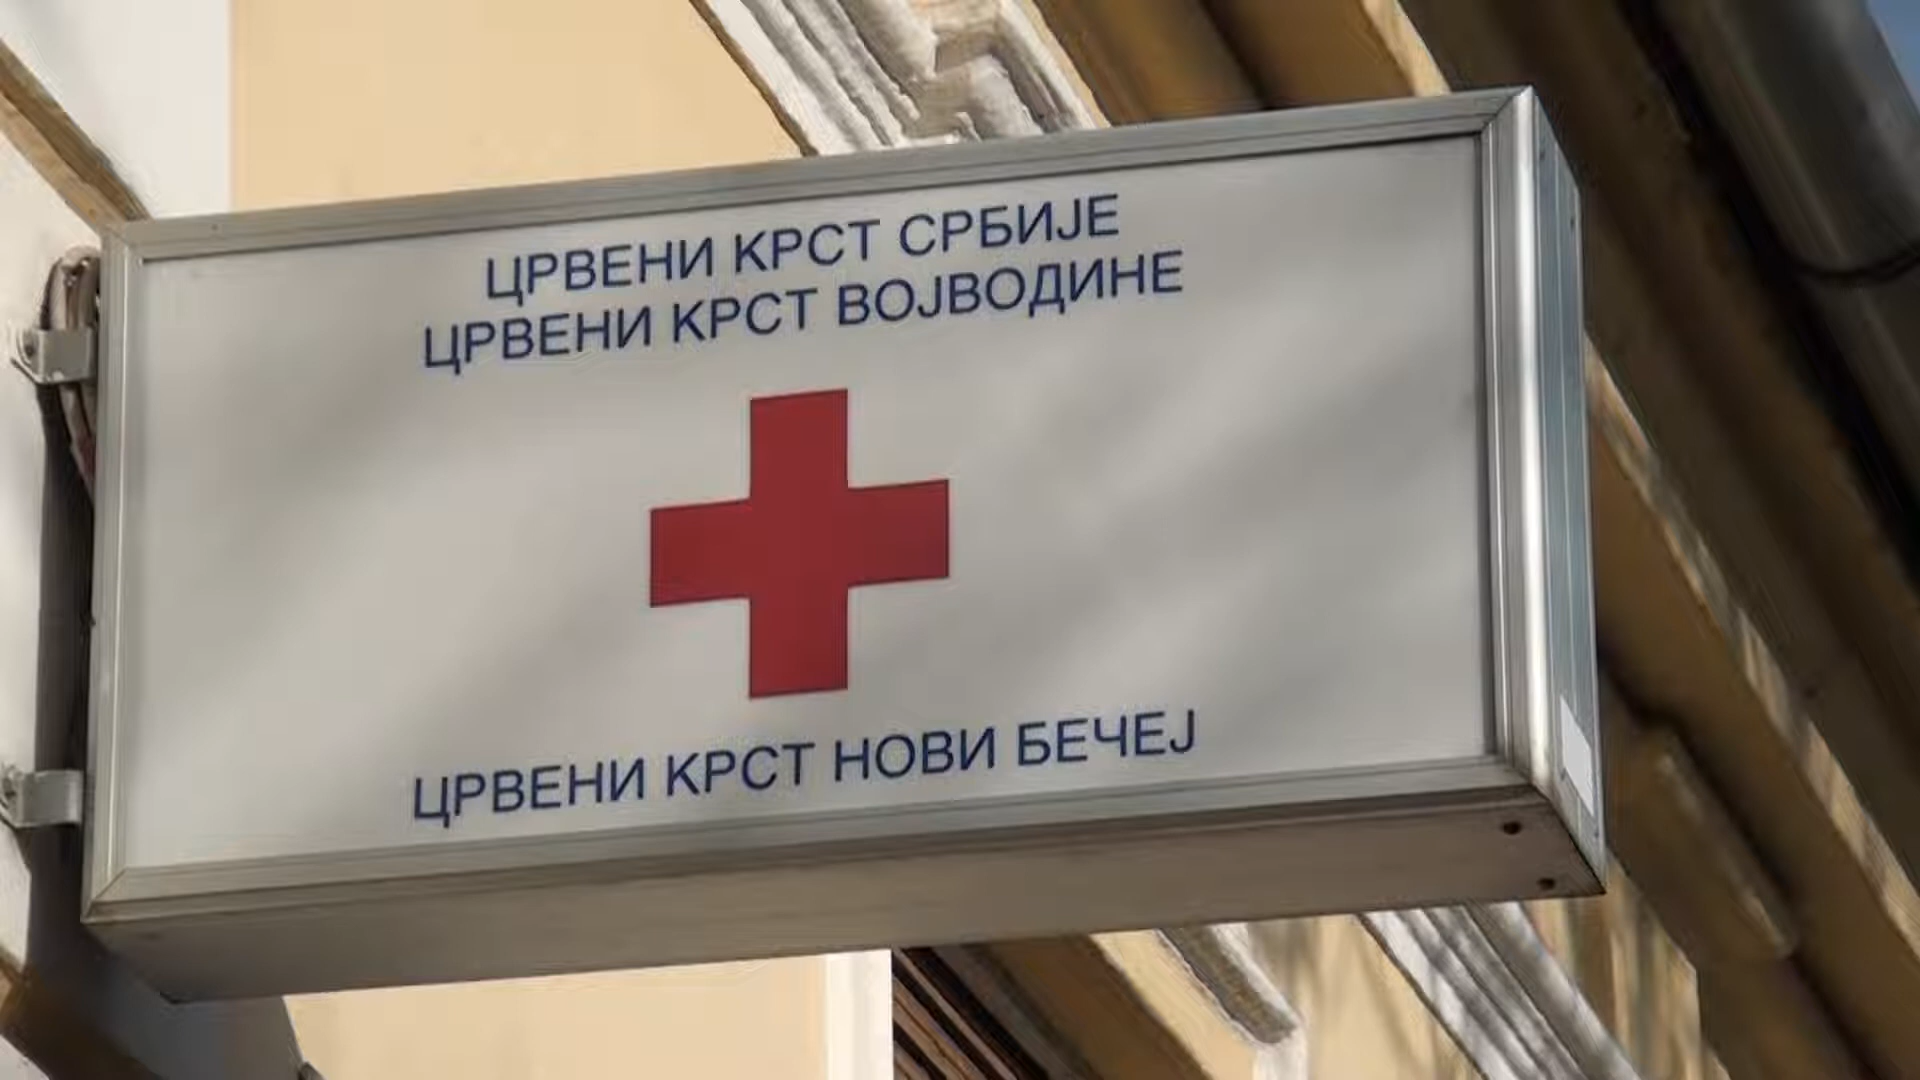 ЦРВЕНИ КРСТ СРБИЈЕ
ЦРВЕНИ КРСТ ВОЈВОДИНЕ
ЦРВЕНИ КРСТ НОВИ БЕЧЕЈ